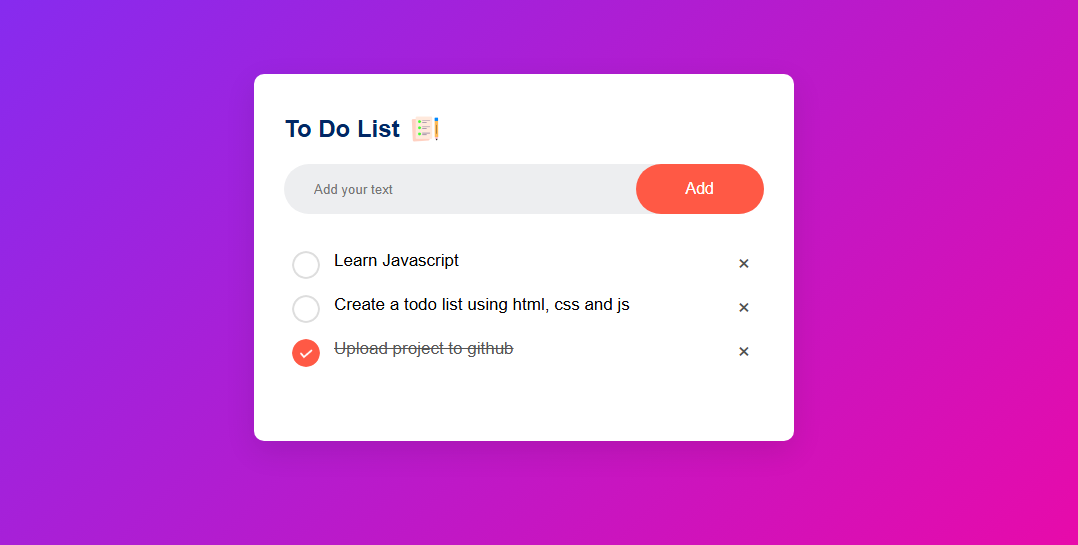 To Do List
Add your text
Add
Learn Javascript
Create a todo list using html, css and js
Upload project to github